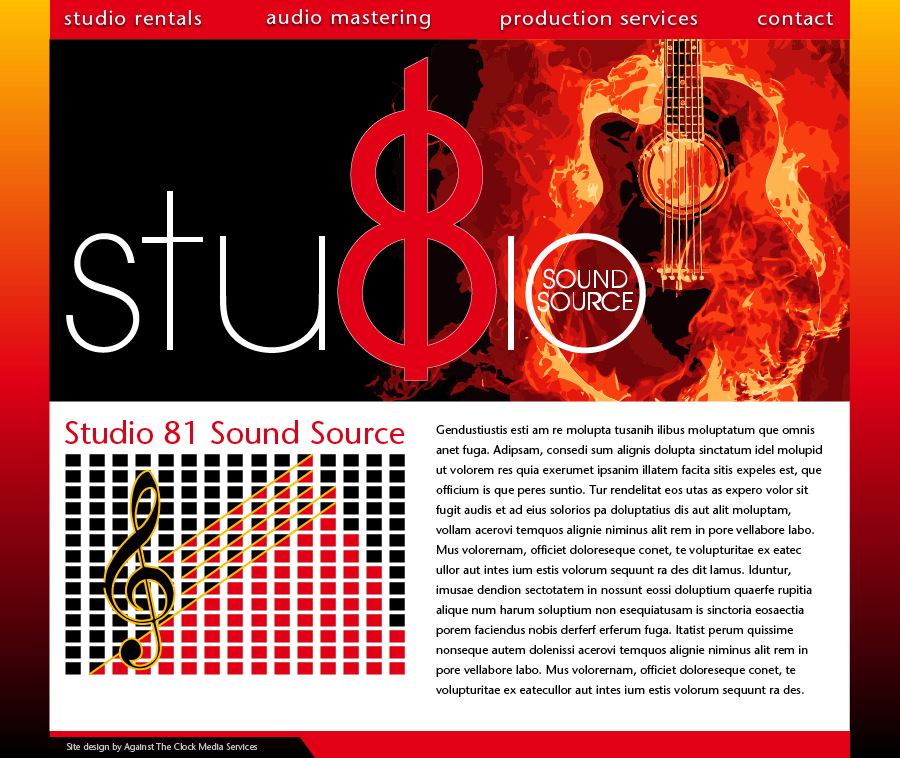 studio rentals
audio mastering
production services
contact
stud8io
SOUND
SOURCE
Studio 81 Sound Source
Gendustiustis esti am re molupta tusanih ilibus moluptatum que omnis
anet fuga. Adipsam, consedi sum alignis dolupta sinctatum idel molupid
ut volorem res quia exerumet ipsanim illatem facita sitis expeles est, que
officium is que peres suntio. Tur rendelitat eos utas as expero volor sit
fugit audis et ad eius solorios pa doluptatius dis aut alit moluptam,
vollam acerovi temquos alignie niminus alit rem in pore vellabore labo.
Mus volorernam, officiet doloreseque conet, te volupturitae ex eatec
ullor aut intes ium estis volorum sequunt ra des dit lamus. Iduntur,
imusae dendion sectotatem in nossunt eossi doluptium quaerfe rupitia
alique num harum soluptium non esequiatusam is sinctoria eosaectia
porem faciendus nobis derferf erferum fuga. Itatist perum quissime
nonseque autem dolenissi acerovi temquos alignie niminus alit rem in
pore vellabore labo. Mus volorernam, officiet doloreseque conet, te
volupturitae ex eatecullor aut intes ium estis volorum sequunt ra des.
Site design by Against The Clock Media Services